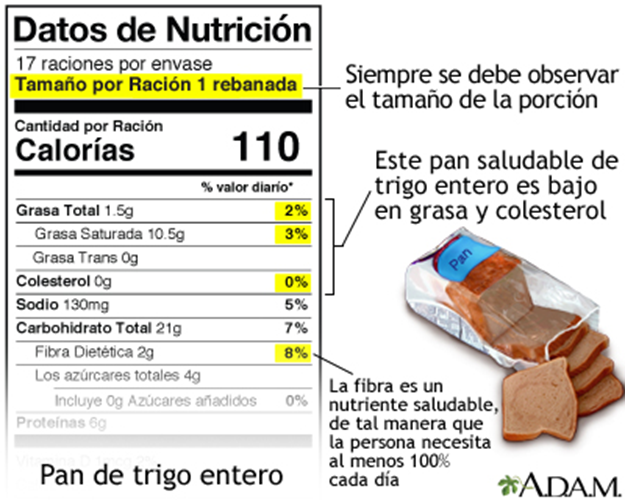 Datos de Nutrición
17 raciones por envase
Tamaño por Ración 1 rebanada
Cantidad por Ración
Calorías 110
% valor diario*
Grasa Total 1.5g 2%
Grasa Saturada 10.5g 3%
Grasa Trans 0g
Colesterol 0g 0%
Sodio 130mg 5%
Carbohidrato Total 21g 7%
Fibra Dietética 2g 8%
Los azúrcares totales 4g
Incluye 0g Azúcares añadidos 0%
Proteínas 6g
Pan de trigo entero
Siempre se debe observar
el tamaño de la porción
Este pan saludable de
trigo entero es bajo
en grasa y colesterol
Pan
La fibra es un
nutriente saludable,
de tal manera que
la persona necesita
al menos 100%
cada día
A.D.A.M.